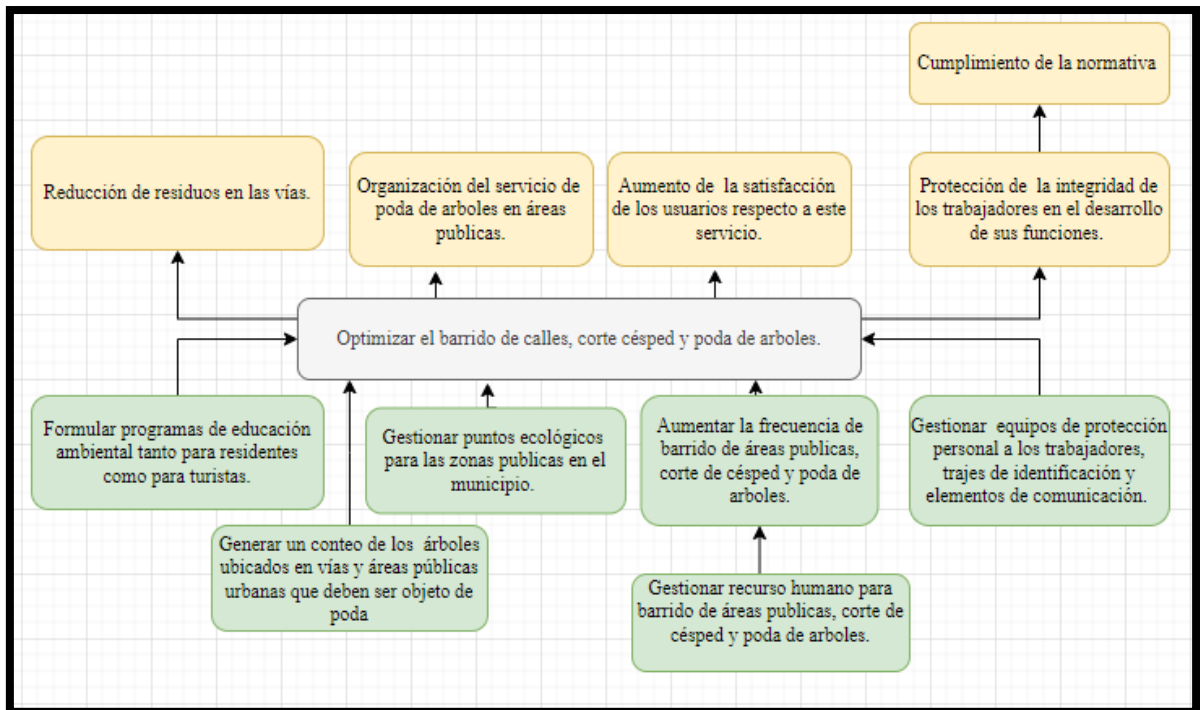 Cumplimiento de la normativa
Reducción de residuos en las vías.
Organización del servicio de
poda de arboles en áreas
publicas.
Aumento de la satisfacción
de los usuarios respecto a este
servicio.
Protección de la integridad de
los trabajadores en el desarrollo
de sus funciones.
Optimizar el barrido de calles, corte césped y poda de arboles.
Formular programas de educación
ambiental tanto para residentes
como para turistas.
Gestionar puntos ecológicos
para las zonas publicas en el
municipio.
Aumentar la frecuencia de
barrido de áreas publicas,
corte de césped y poda de
arboles.
Gestionar equipos de protección
personal a los trabajadores,
trajes de identificación y
elementos de comunicación.
Generar un conteo de los árboles
ubicados en vías y áreas públicas
urbanas que deben ser objeto de
poda
Gestionar recurso humano para
barrido de áreas publicas, corte de
césped y poda de arboles.